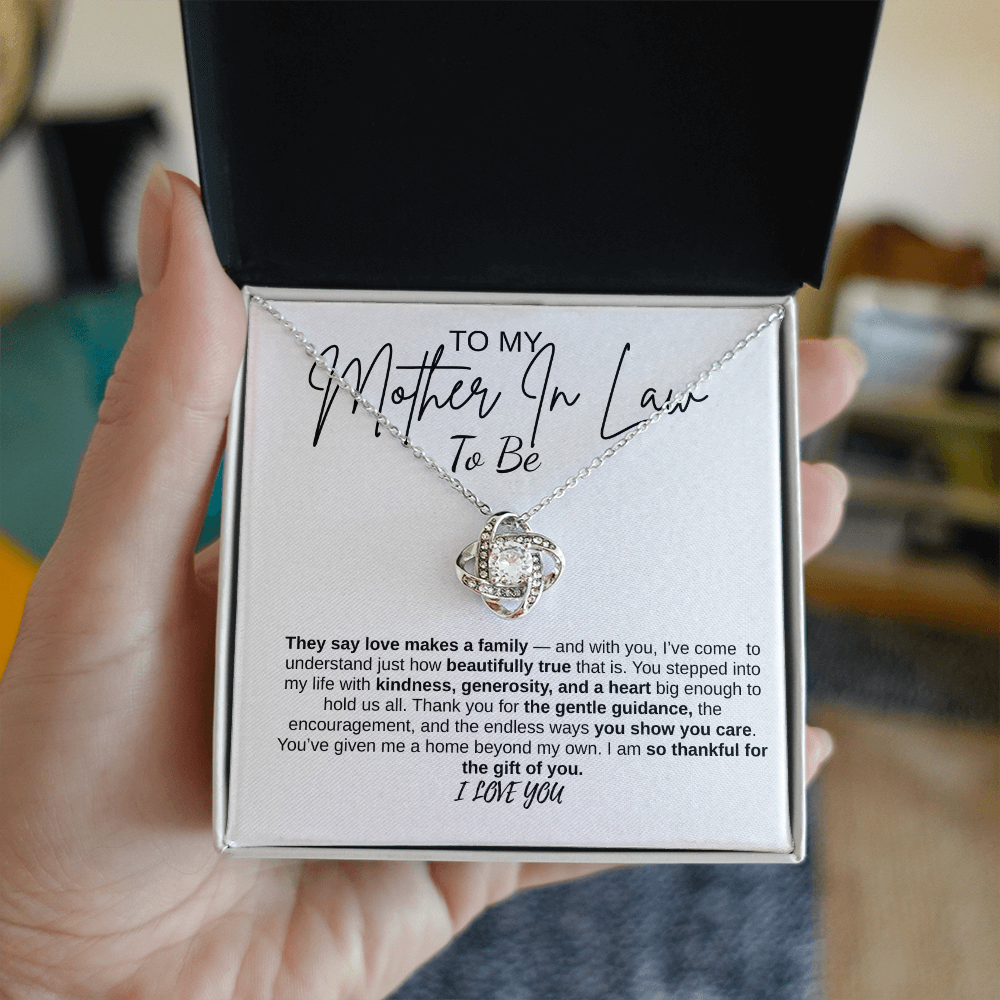 TO MY
Mother In Law
To Be
They say love makes a family — and with you, I've come to
understand just how beautifully true that is. You stepped into
my life with kindness, generosity, and a heart big enough to
hold us all. Thank you for the gentle guidance, the
encouragement, and the endless ways you show you care.
You've given me a home beyond my own. I am so thankful for
the gift of you.
I LOVE YOU